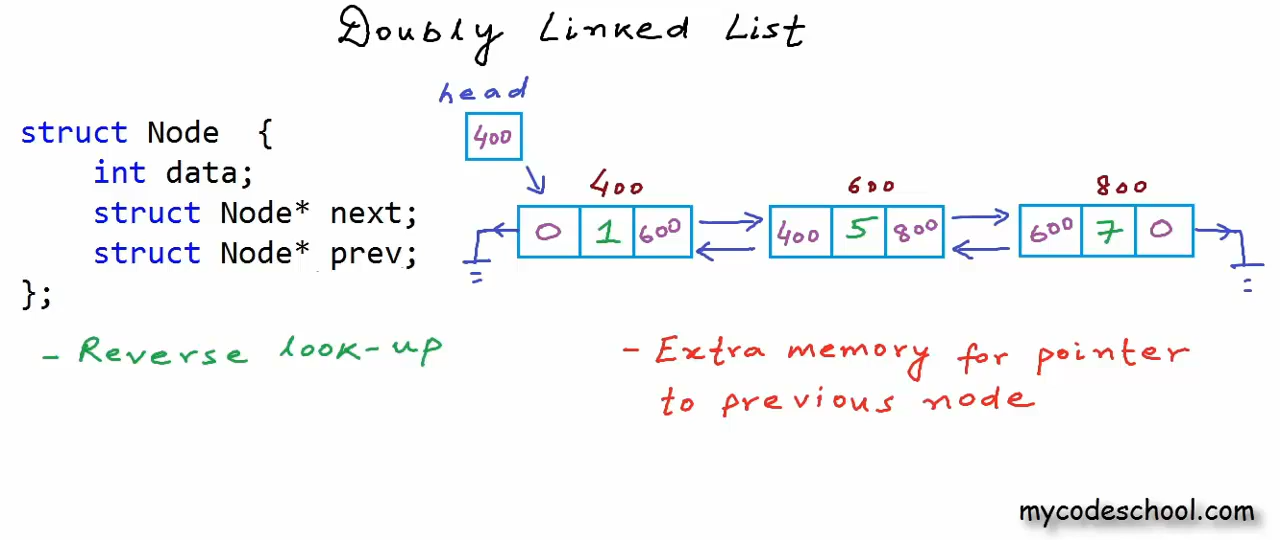 Doubly Linked List
head
400
struct Node {
int data;
struct Node* next;
struct Node* prev;
};
400 600 800
0 1 600 400 5 800 600 7 0
- Reverse look-up
- Extra memory for pointer
to previous node
mycodeschool.com